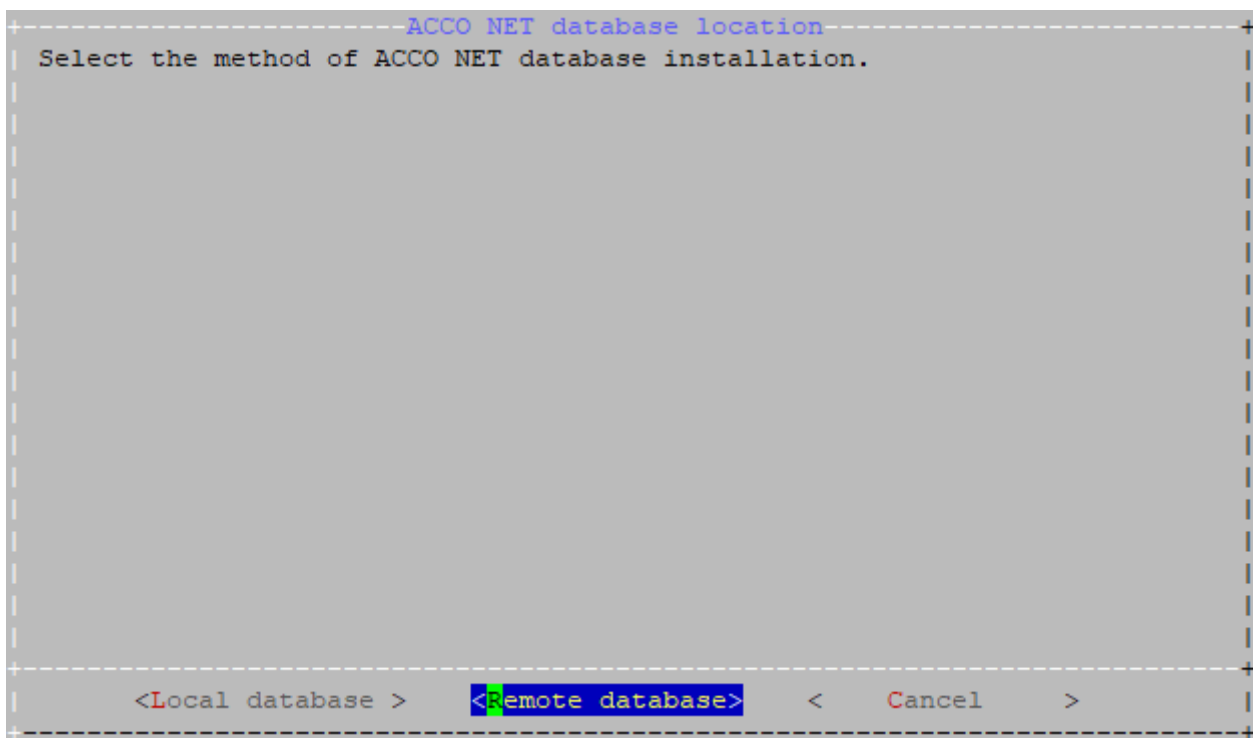 ACCO NET database location
Select the method of ACCO NET database installation.
<Local database > <Remote database> < Cancel >